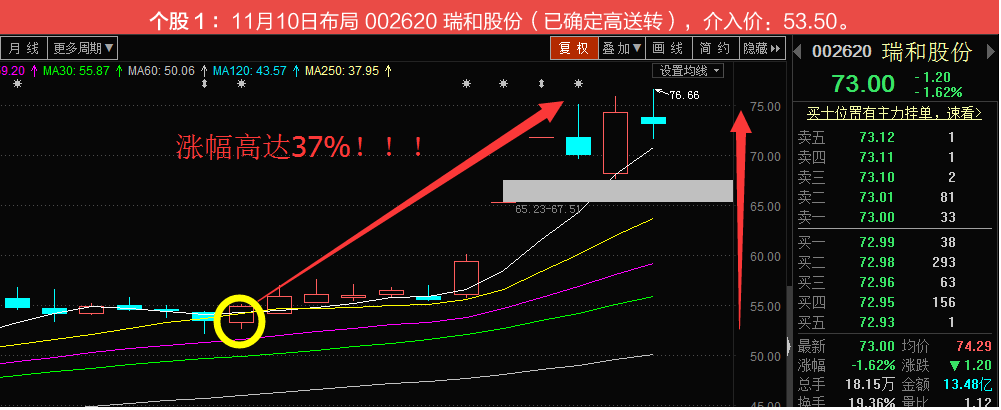 个股 1： 11月10日布局 002620 瑞和股份（已确定高送转），介入价：53.50。
月 线 更多周期▼ 复 权 叠加▼ 画 线 简 约 隐藏
59.20 ↑ MA30: 55.87 ↑ MA60: 50.06 ↑ MA120: 43.57 ↑ MA250: 37.95 ↑ 设置均线
76.66
涨幅高达37%！！！
65.23-67.51
75.00
70.00
65.00
60.00
55.00
50.00
45.00
002620 瑞和股份
73.00 -1.20
-1.62%
买十位置有主力挂单，速看>
卖五 73.12 1
卖四 73.11 1
卖三 73.10 2
卖二 73.01 81
卖一 73.00 33
买一 72.99 38
买二 72.98 293
买三 72.96 63
买四 72.95 156
买五 72.93 1
最新 73.00 均价 74.29
涨幅 -1.62% 涨跌 ▼1.20
总手 18.15万 金额 13.48亿
换手 19.36% 量比 1.12